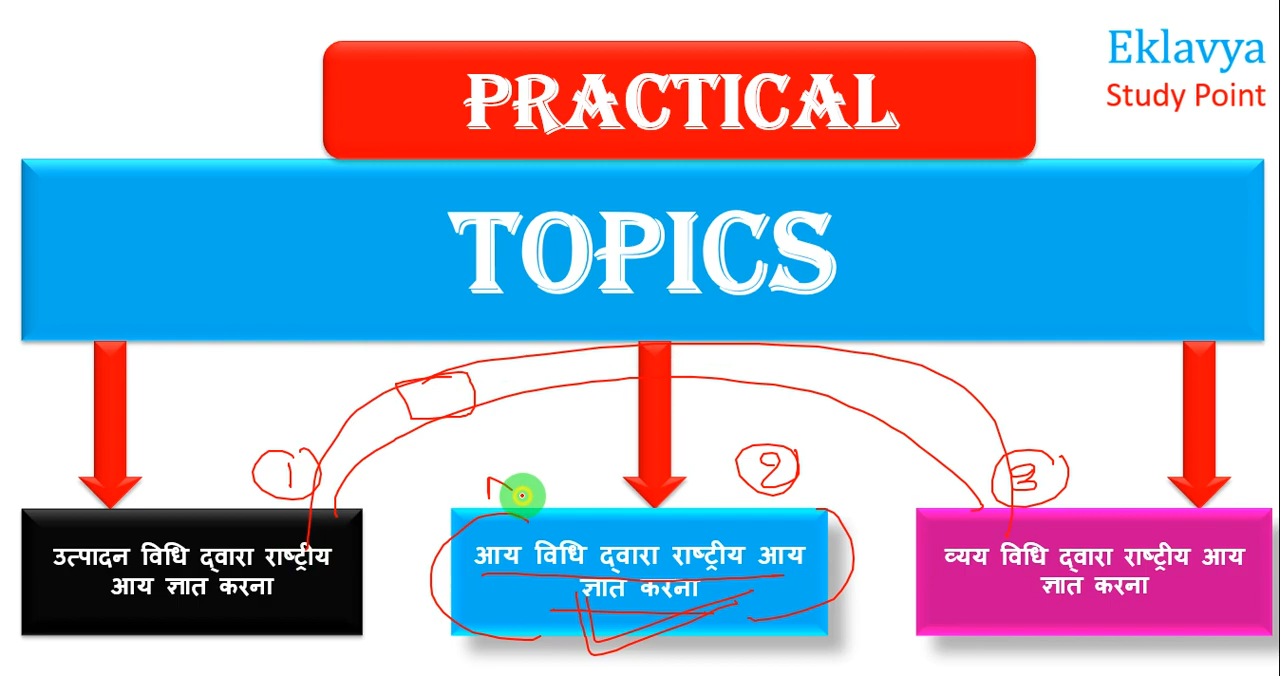 Eklavya
Study Point
PRACTICAL
TOPICS
1
2
3
उत्पादन विधि द्वारा राष्ट्रीय
आय ज्ञात करना
आय विधि द्वारा राष्ट्रीय आय
ज्ञात करना
व्यय विधि द्वारा राष्ट्रीय आय
ज्ञात करना